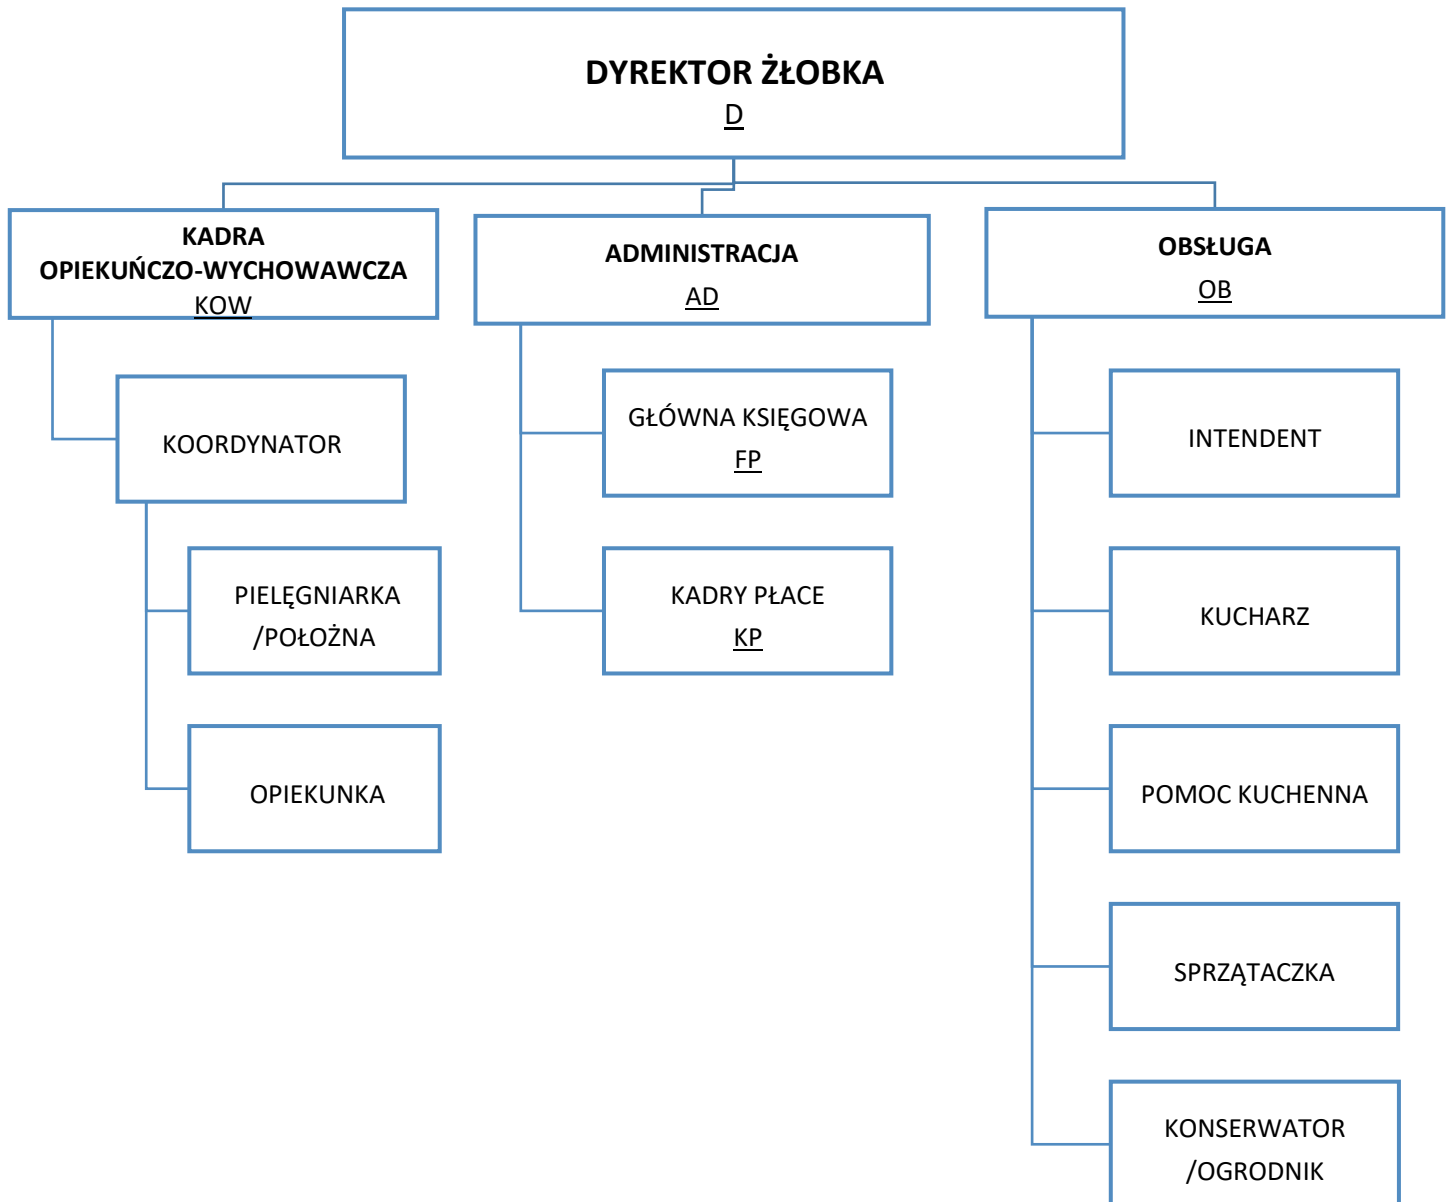 DYREKTOR ŻŁOBKA
D
KADRA
OPIEKUŃCZO-WYCHOWAWCZA
KOW
KOORDYNATOR
PIELĘGNIARKA
/POŁOŻNA
OPIEKUNKA
ADMINISTRACJA
AD
GŁÓWNA KSIĘGOWA
FP
KADRY PŁACE
KP
OBSŁUGA
OB
INTENDENT
KUCHARZ
POMOC KUCHENNA
SPRZĄTACZKA
KONSERWATOR
/OGRODNIK